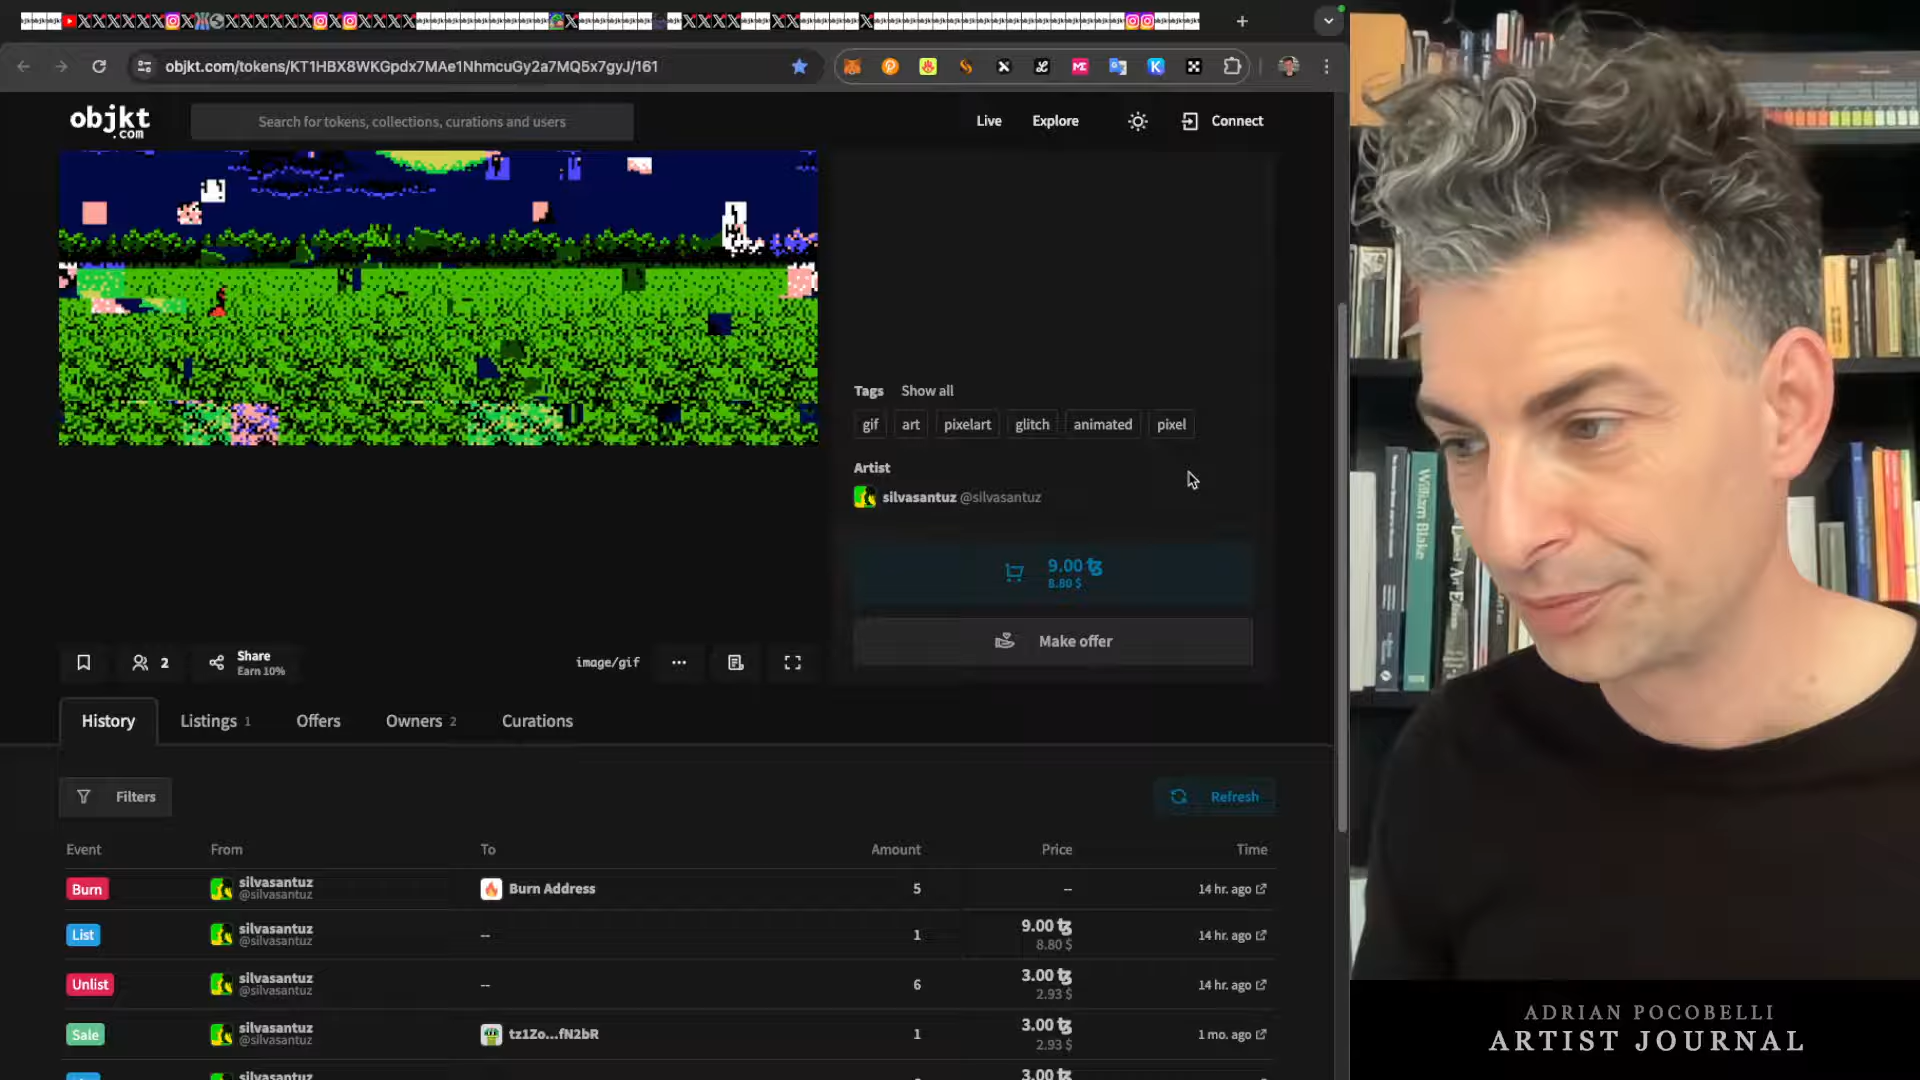 objkt.com/tokens/KT1HBX8WKGpdx7MAe1NhmcuGy2a7MQ5x7gyJ/161
objkt
.com
Search for tokens, collections, curations and users
Live
Explore
Connect
Tags Show all
gif art pixelart glitch animated pixel
Artist
silvasantuz @silvasantuz
9.00 ꜩ
8.80 $
Make offer
2
Share
Earn 10%
image/gif
History
Listings 1
Offers
Owners 2
Curations
Filters
Refresh
Event From To Amount Price Time
Burn silvasantuz @silvasantuz Burn Address 5 -- 14 hr. ago
List silvasantuz @silvasantuz -- 1 9.00 ꜩ 8.80 $ 14 hr. ago
Unlist silvasantuz @silvasantuz -- 6 3.00 ꜩ 2.93 $ 14 hr. ago
Sale silvasantuz @silvasantuz tz1Zo...fN2bR 1 3.00 ꜩ 2.93 $ 1 mo. ago
silvasantuz 3.00 ꜩ
William Blake
ADRIAN POCOBELLI
ARTIST JOURNAL